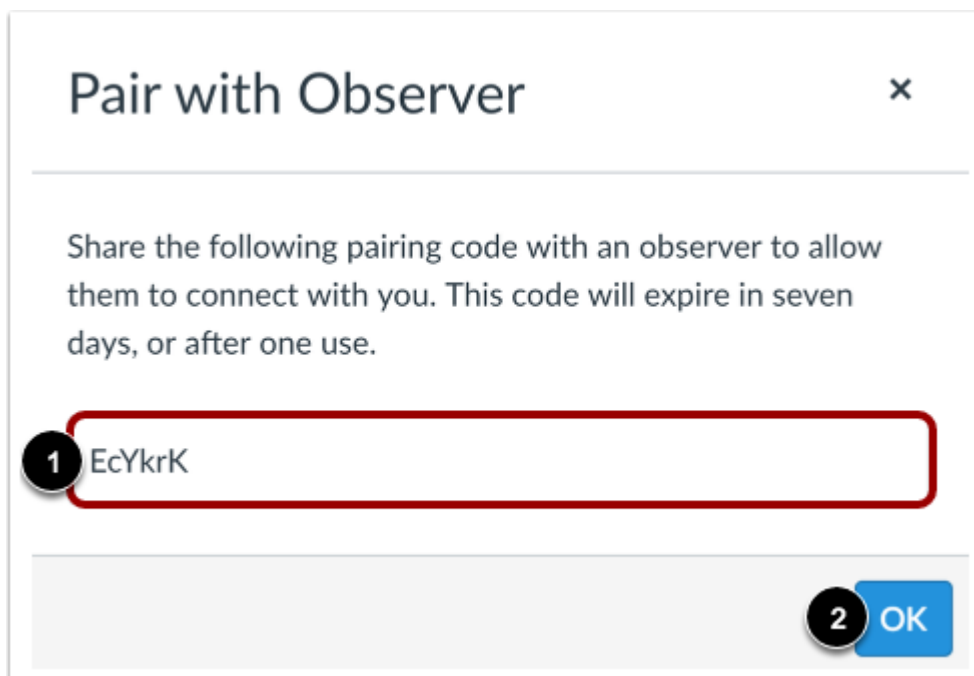 Pair with Observer ×
Share the following pairing code with an observer to allow
them to connect with you. This code will expire in seven
days, or after one use.
1 EcYkrK
2 OK